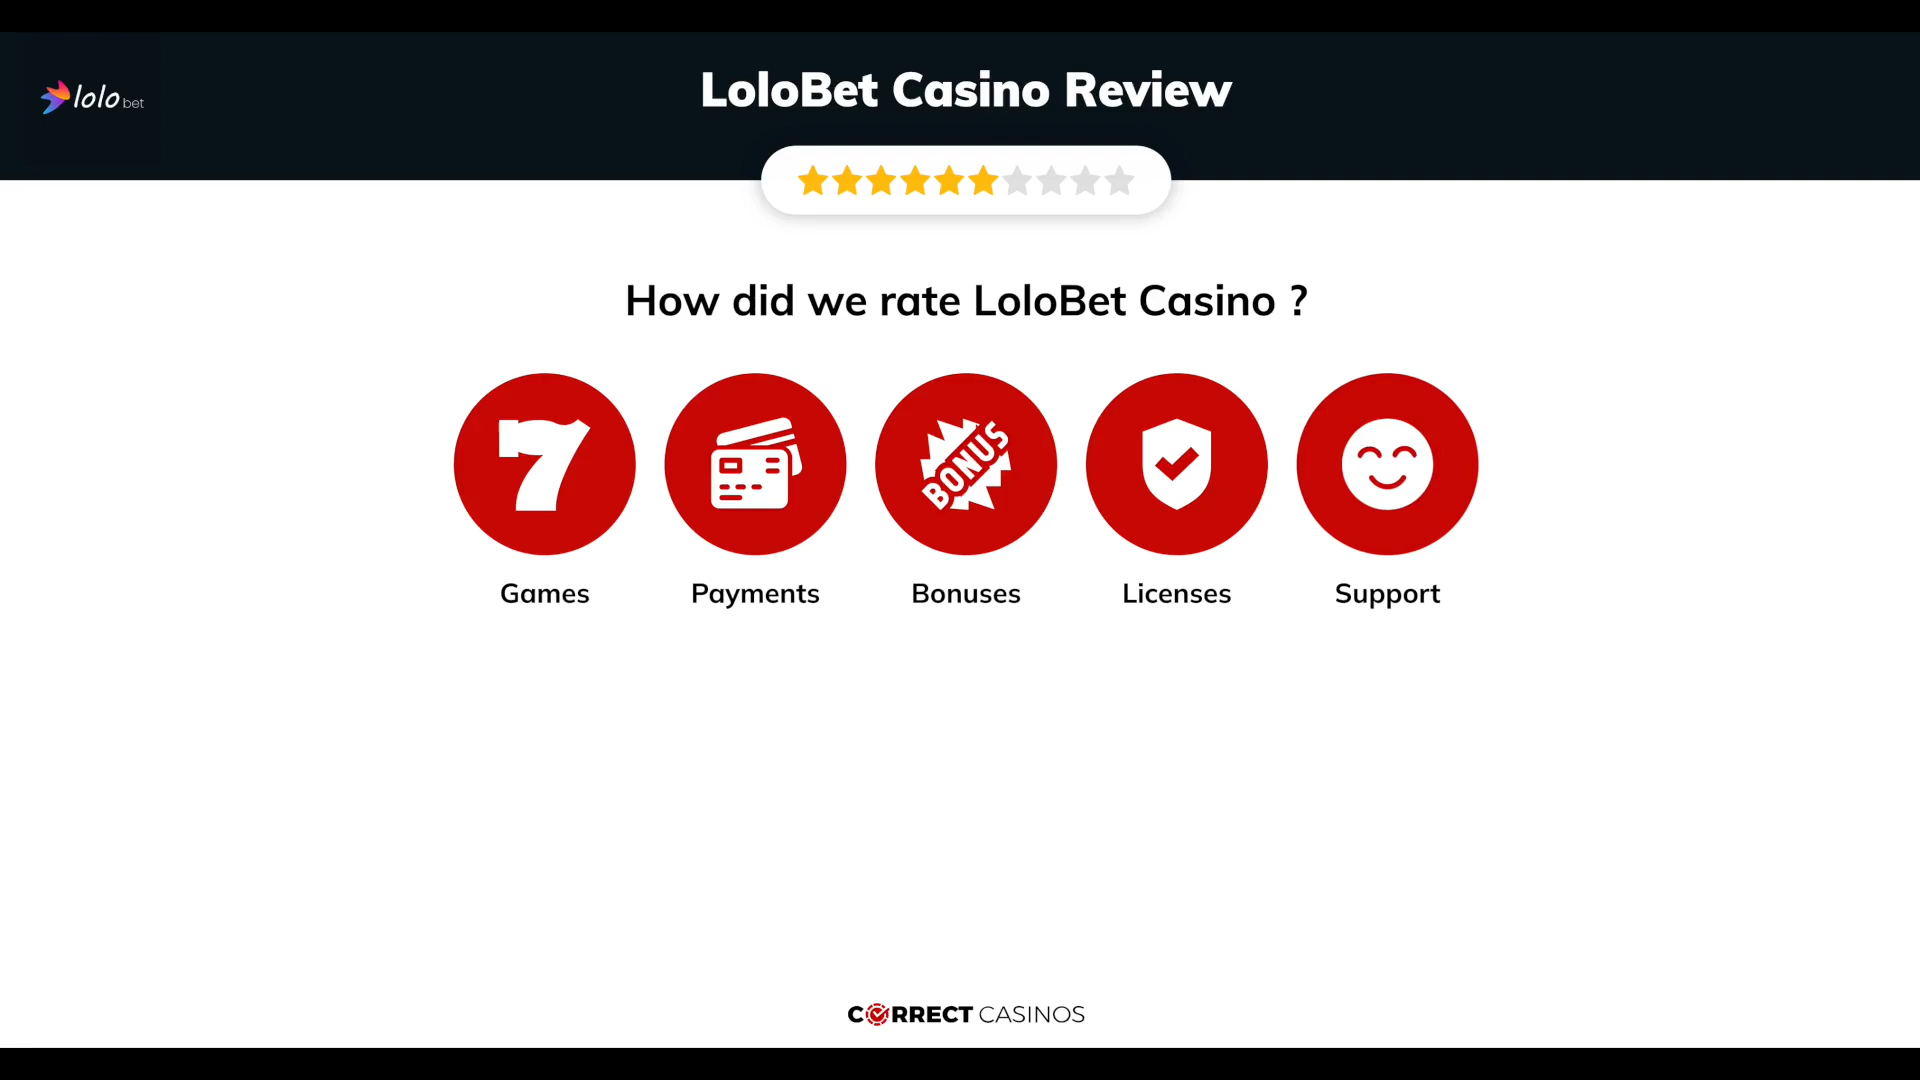 lolo bet
LoloBet Casino Review
How did we rate LoloBet Casino ?
7
BONUS
Games Payments Bonuses Licenses Support
CORRECT CASINOS